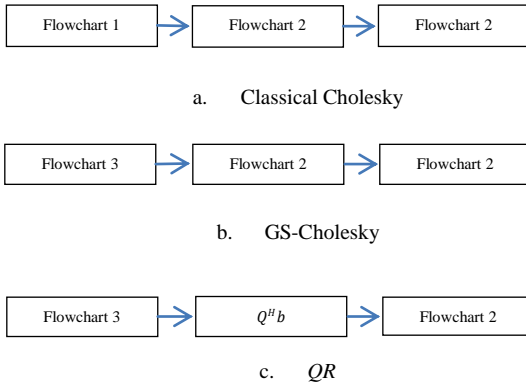 Flowchart 1 Flowchart 2 Flowchart 2
a. Classical Cholesky
Flowchart 3 Flowchart 2 Flowchart 2
b. GS-Cholesky
Flowchart 3 Q^H b Flowchart 2
c. QR